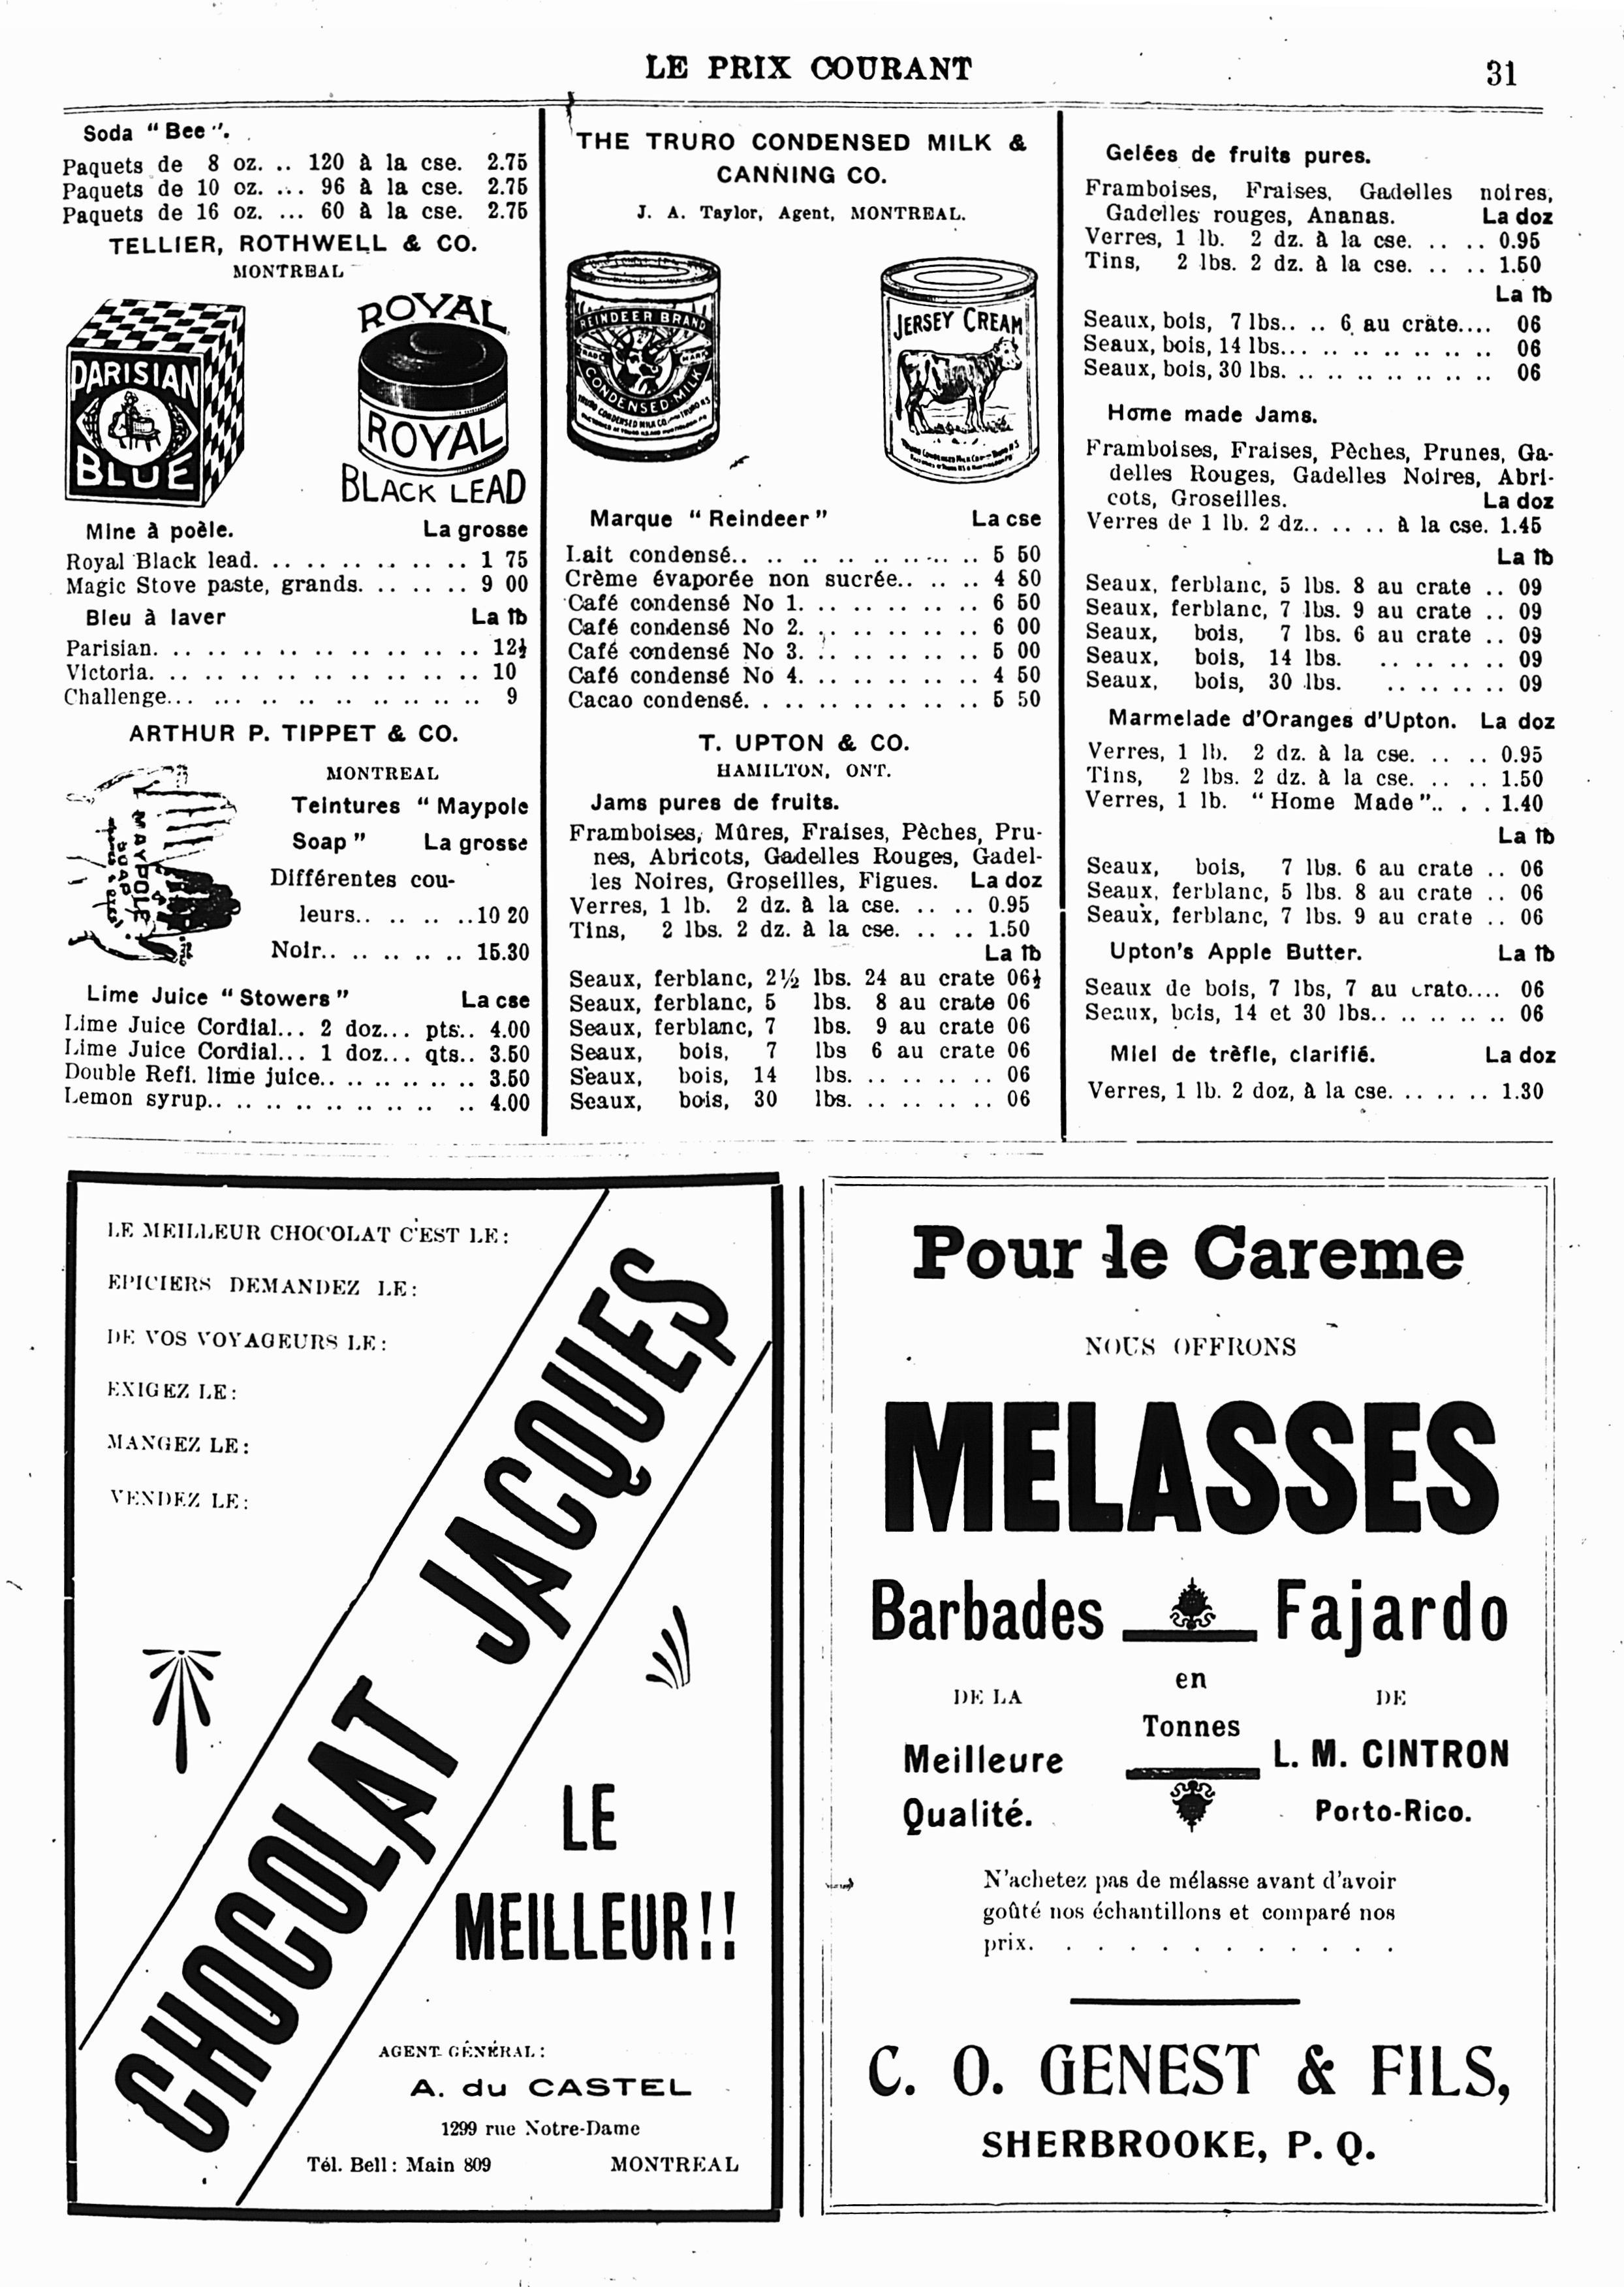 LE PRIX COURANT
31
Soda "Bee".
Paquets de 8 oz. .. 120 à la cse. 2.75
Paquets de 10 oz. ... 96 à la cse. 2.75
Paquets de 16 oz. ... 60 à la cse. 2.75
TELLIER, ROTHWELL & CO.
MONTREAL
PARISIAN
BLUE
ROYAL
ROYAL
BLACK LEAD
Mine à poèle. La grosse
Royal Black lead. .. .. .. .. .. .. .. 1 75
Magic Stove paste, grands. .. .. .. .. 9 00
Bleu à laver La lb
Parisian. .. .. .. .. .. .. .. .. .. .. .. 12½
Victoria. .. .. .. .. .. .. .. .. .. .. .. 10
Challenge... ... .. .. .. .. .. .. .. .. 9
ARTHUR P. TIPPET & CO.
MONTREAL
MAYPOLE
SOAP
Teintures "Maypole
Soap" La grosse
Différentes cou-
leurs.. .. .. ..10 20
Noir.. .. .. .. .. 15.30
Lime Juice "Stowers" La cse
Lime Juice Cordial... 2 doz... pts.. 4.00
Lime Juice Cordial... 1 doz... qts.. 3.50
Double Refi. lime juice.. .. .. .. .. .. 3.50
Lemon syrup.. .. .. .. .. .. .. .. .. 4.00
THE TRURO CONDENSED MILK &
CANNING CO.
J. A. Taylor, Agent, MONTREAL.
REINDEER BRAND
TRADE MARK
CONDENSED MILK
JERSEY CREAM
Marque "Reindeer" La cse
Lait condensé.. .. .. .. .. .. .. .. .. 5 50
Crème évaporée non sucrée.. .. .. 4 80
Café condensé No 1. .. .. .. .. .. .. 6 50
Café condensé No 2. .. .. .. .. .. .. 6 00
Café condensé No 3. .. .. .. .. .. .. 5 00
Café condensé No 4. .. .. .. .. .. .. 4 50
Cacao condensé. .. .. .. .. .. .. .. .. 5 50
T. UPTON & CO.
HAMILTON, ONT.
Jams pures de fruits.
Framboises, Mûres, Fraises, Pèches, Pru-
nes, Abricots, Gadelles Rouges, Gadel-
les Noires, Groseilles, Figues. La doz
Verres, 1 lb. 2 dz. à la cse. .. .. .. 0.95
Tins, 2 lbs. 2 dz. à la cse. .. .. .. 1.50
La lb
Seaux, ferblanc, 2½ lbs. 24 au crate 06½
Seaux, ferblanc, 5 lbs. 8 au crate 06
Seaux, ferblanc, 7 lbs. 9 au crate 06
Seaux, bois, 7 lbs 6 au crate 06
Seaux, bois, 14 lbs. .. .. .. .. .. 06
Seaux, bois, 30 lbs. .. .. .. .. .. 06
Gelées de fruits pures.
Framboises, Fraises, Gadelles noires,
Gadelles rouges, Ananas. La doz
Verres, 1 lb. 2 dz. à la cse. .. .. .. 0.95
Tins, 2 lbs. 2 dz. à la cse. .. .. .. 1.50
La lb
Seaux, bois, 7 lbs.. .. 6 au crate.... 06
Seaux, bois, 14 lbs... .. .. .. .. .. .. 06
Seaux, bois, 30 lbs. .. .. .. .. .. .. .. 06
Home made Jams.
Framboises, Fraises, Pèches, Prunes, Ga-
delles Rouges, Gadelles Noires, Abri-
cots, Groseilles. La doz
Verres de 1 lb. 2 dz.. .. .. .. à la cse. 1.45
La lb
Seaux, ferblanc, 5 lbs. 8 au crate .. 09
Seaux, ferblanc, 7 lbs. 9 au crate .. 09
Seaux, bois, 7 lbs. 6 au crate .. 09
Seaux, bois, 14 lbs. .. .. .. .. 09
Seaux, bois, 30 lbs. .. .. .. .. 09
Marmelade d'Oranges d'Upton. La doz
Verres, 1 lb. 2 dz. à la cse. .. .. .. 0.95
Tins, 2 lbs. 2 dz. à la cse. .. .. .. 1.50
Verres, 1 lb. "Home Made".. .. .. 1.40
La lb
Seaux, bois, 7 lbs. 6 au crate .. 06
Seaux, ferblanc, 5 lbs. 8 au crate .. 06
Seaux, ferblanc, 7 lbs. 9 au crate .. 06
Upton's Apple Butter. La lb
Seaux de bois, 7 lbs, 7 au crate.... 06
Seaux, bois, 14 et 30 lbs.. .. .. .. .. 06
Miel de trèfle, clarifié. La doz
Verres, 1 lb. 2 doz, à la cse. .. .. .. 1.30
LE MEILLEUR CHOCOLAT C'EST LE:
EPICIERS DEMANDEZ LE:
DE VOS VOYAGEURS LE:
EXIGEZ LE:
MANGEZ LE:
VENDEZ LE:
CHOCOLAT JACQUES
LE
MEILLEUR!!
AGENT GÉNÉRAL:
A. du CASTEL
1299 rue Notre-Dame
Tél. Bell: Main 809 MONTREAL
Pour le Careme
NOUS OFFRONS
MELASSES
Barbades Fajardo
en
DE LA DE
Tonnes
Meilleure L. M. CINTRON
Qualité. Porto-Rico.
N'achetez pas de mélasse avant d'avoir
goûté nos échantillons et comparé nos
prix. . . . . . . . . . . .
C. O. GENEST & FILS,
SHERBROOKE, P. Q.